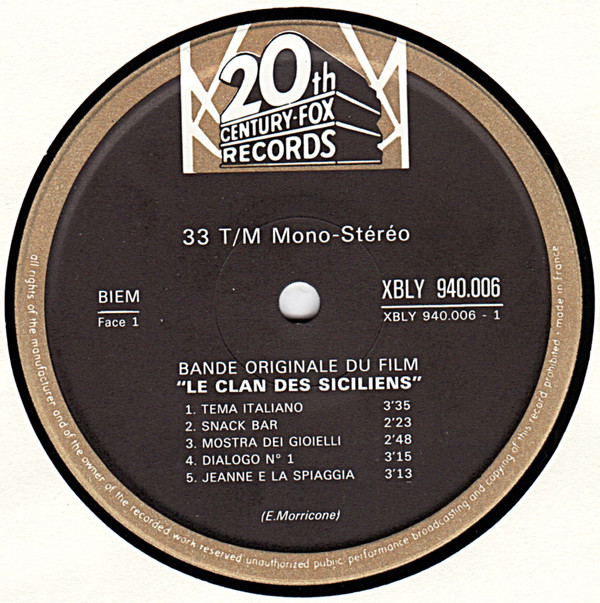 20th
CENTURY-FOX
RECORDS
33 T/M Mono-Stéréo
BIEM
Face 1
XBLY 940.006
XBLY 940.006 - 1
BANDE ORIGINALE DU FILM
“LE CLAN DES SICILIENS”
1. TEMA ITALIANO 3'35
2. SNACK BAR 2'23
3. MOSTRA DEI GIOIELLI 2'48
4. DIALOGO N° 1 3'15
5. JEANNE E LA SPIAGGIA 3'13
(E.Morricone)
all rights of the manufacturer and of the owner of the recorded work reserved unauthorized public performance broadcasting and copying of this record prohibited - made in france